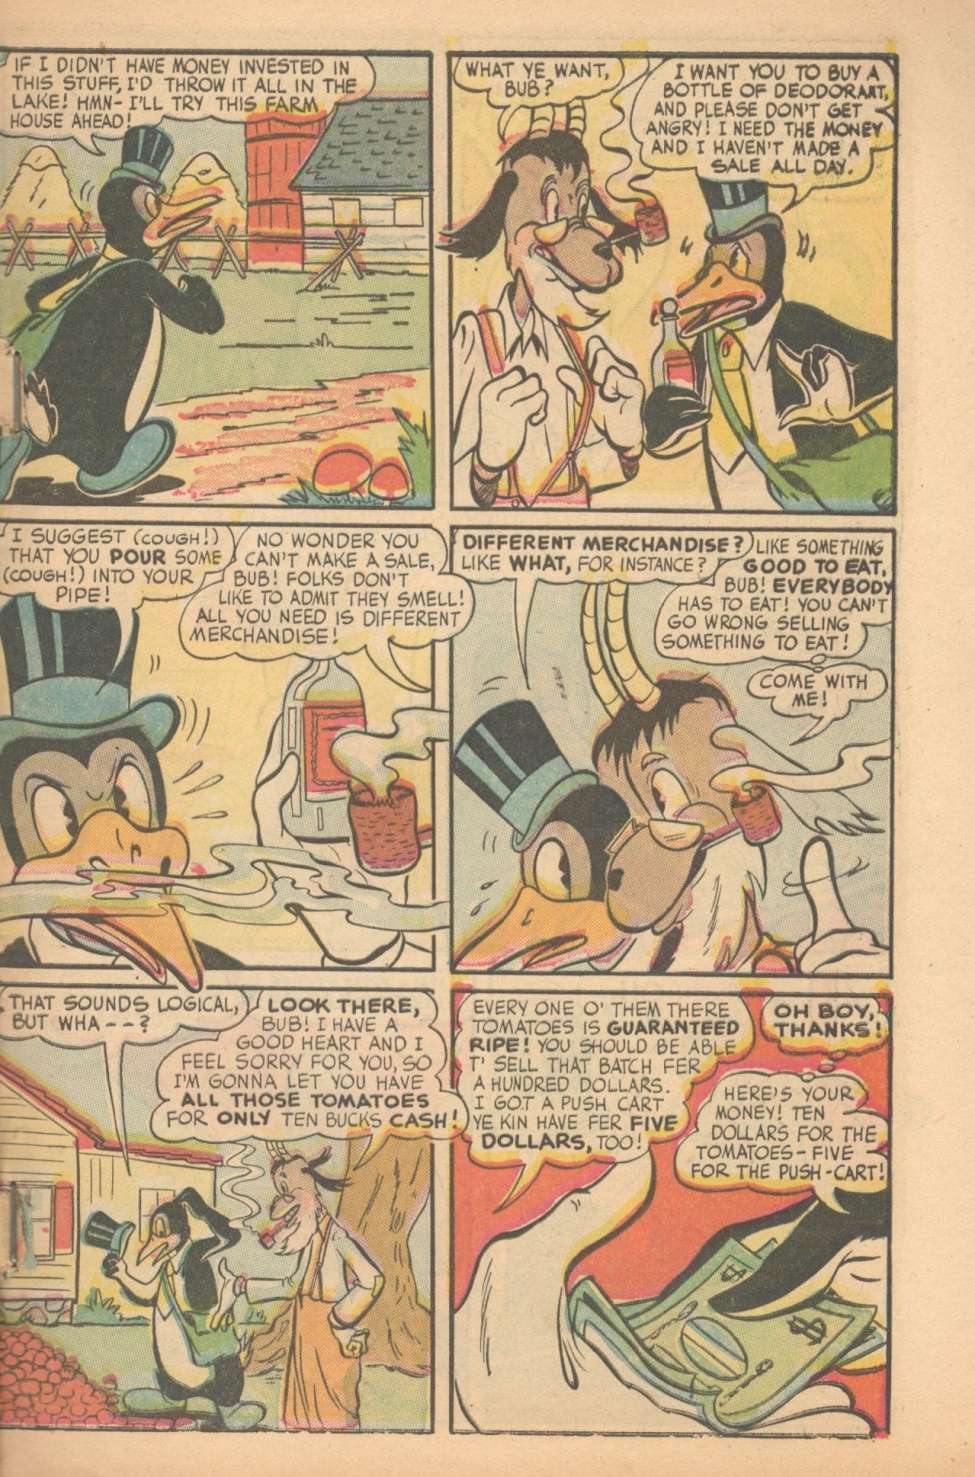 IF I DIDN'T HAVE MONEY INVESTED IN
THIS STUFF, I'D THROW IT ALL IN THE
LAKE! HMN- I'LL TRY THIS FARM
HOUSE AHEAD!
WHAT YE WANT,
BUB?
I WANT YOU TO BUY A
BOTTLE OF DEODORANT,
AND PLEASE DON'T GET
ANGRY! I NEED THE MONEY
AND I HAVEN'T MADE A
SALE ALL DAY.
I SUGGEST (COUGH!)
THAT YOU POUR SOME
(COUGH!) INTO YOUR
PIPE!
NO WONDER YOU
CAN'T MAKE A SALE,
BUB! FOLKS DON'T
LIKE TO ADMIT THEY SMELL!
ALL YOU NEED IS DIFFERENT
MERCHANDISE!
DIFFERENT MERCHANDISE?
LIKE WHAT, FOR INSTANCE?
LIKE SOMETHING
GOOD TO EAT,
BUB! EVERYBODY
HAS TO EAT! YOU CAN'T
GO WRONG SELLING
SOMETHING TO EAT!
COME WITH
ME!
THAT SOUNDS LOGICAL,
BUT WHA---?
LOOK THERE,
BUB! I HAVE A
GOOD HEART AND I
FEEL SORRY FOR YOU, SO
I'M GONNA LET YOU HAVE
ALL THOSE TOMATOES
FOR ONLY TEN BUCKS CASH!
EVERY ONE O' THEM THERE
TOMATOES IS GUARANTEED
RIPE! YOU SHOULD BE ABLE
T' SELL THAT BATCH FER
A HUNDRED DOLLARS.
I GOT A PUSH CART
YE KIN HAVE FER FIVE
DOLLARS, TOO!
OH BOY,
THANKS!
HERE'S YOUR
MONEY! TEN
DOLLARS FOR THE
TOMATOES-FIVE
FOR THE PUSH-CART!
$
$